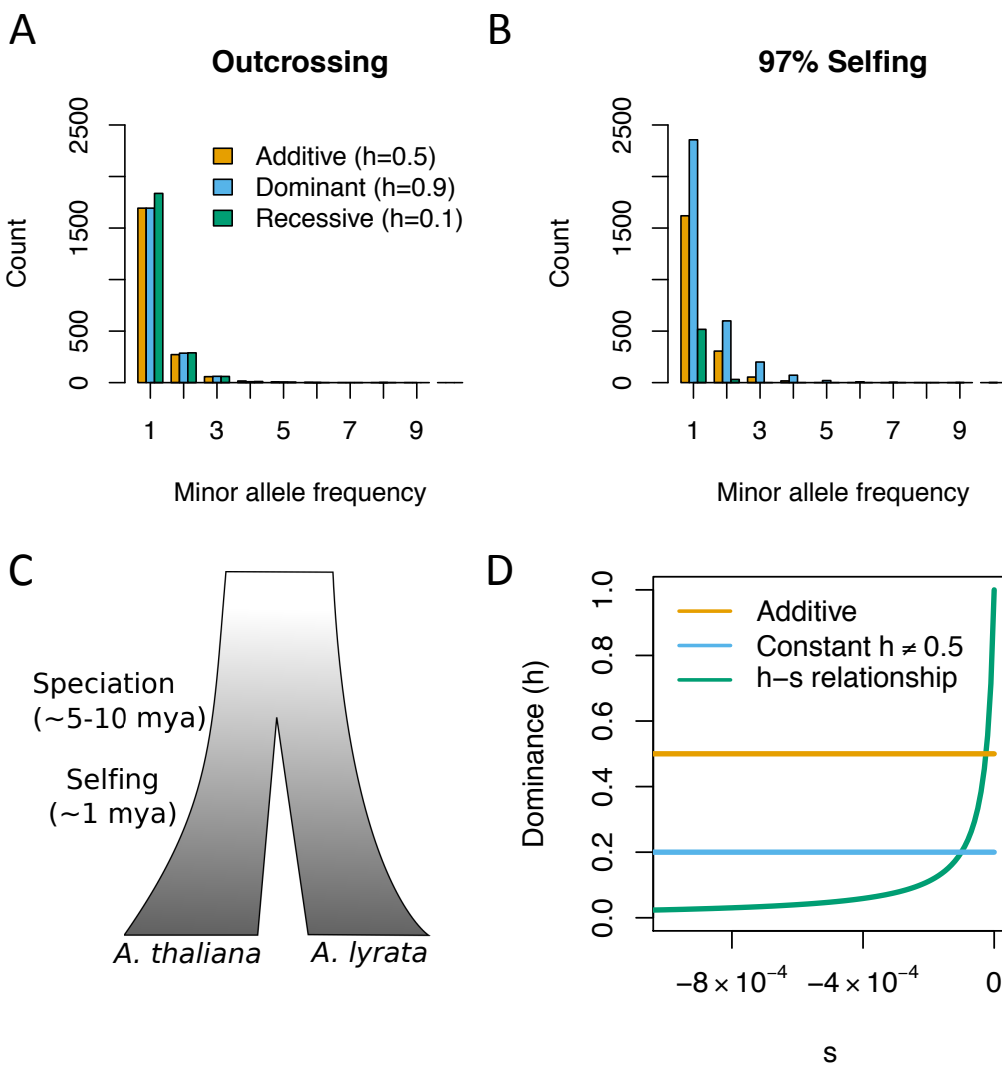 A
Outcrossing
Count
0
500
1500
2500
Additive (h=0.5)
Dominant (h=0.9)
Recessive (h=0.1)
1 3 5 7 9
Minor allele frequency
B
97% Selfing
Count
0
500
1500
2500
1 3 5 7 9
Minor allele frequency
C
Speciation
(~5-10 mya)
Selfing
(~1 mya)
A. thaliana A. lyrata
D
Dominance (h)
0.0
0.2
0.4
0.6
0.8
1.0
Additive
Constant h ≠ 0.5
h−s relationship
−8 × 10⁻⁴ −4 × 10⁻⁴ 0
s